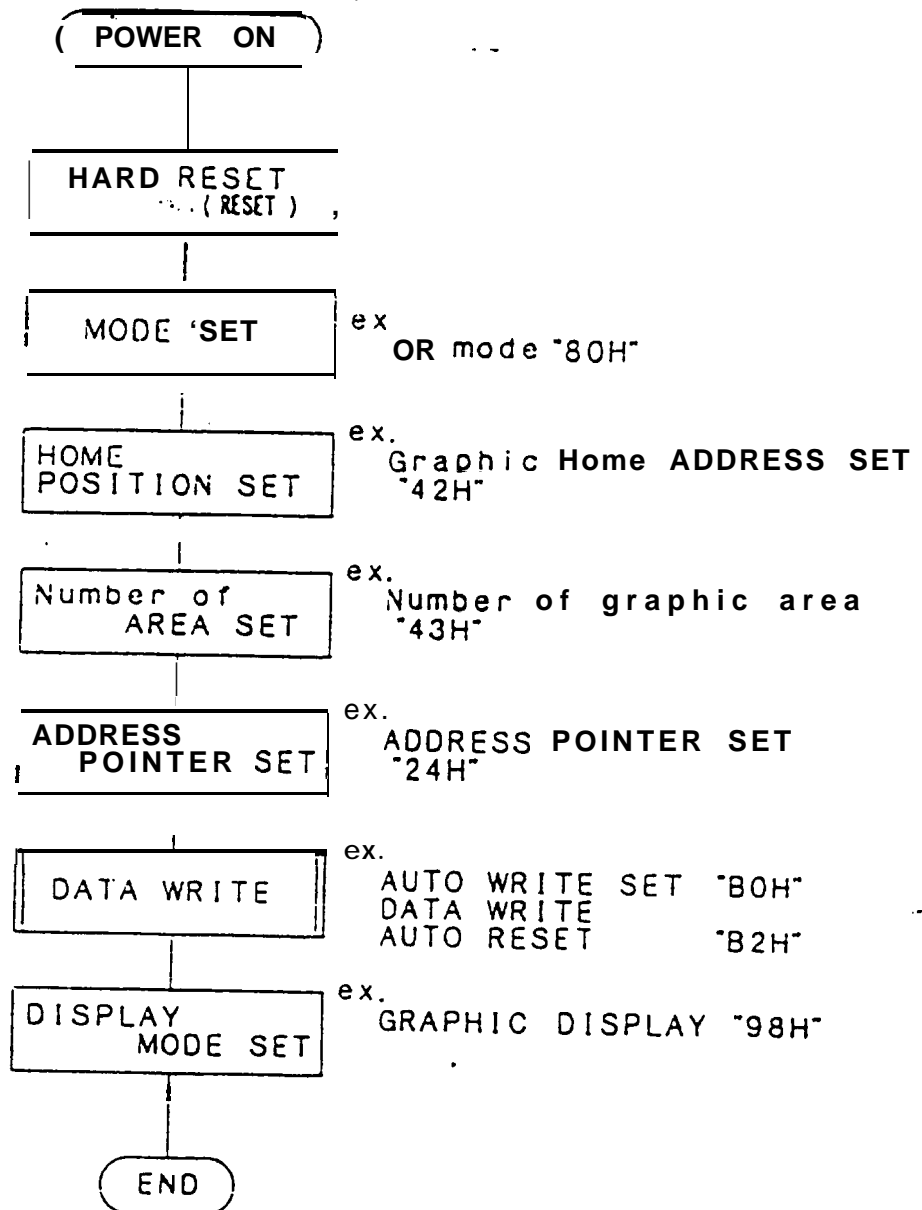 ( POWER ON )
HARD RESET
( RESET ) ,
MODE 'SET
ex
OR mode "80H"
HOME
POSITION SET
ex.
Graphic Home ADDRESS SET
"42H"
Number of
AREA SET
ex.
Number of graphic area
"43H"
ADDRESS
POINTER SET
ex.
ADDRESS POINTER SET
"24H"
DATA WRITE
ex.
AUTO WRITE SET "B0H"
DATA WRITE
AUTO RESET "B2H"
DISPLAY
MODE SET
ex.
GRAPHIC DISPLAY "98H"
END